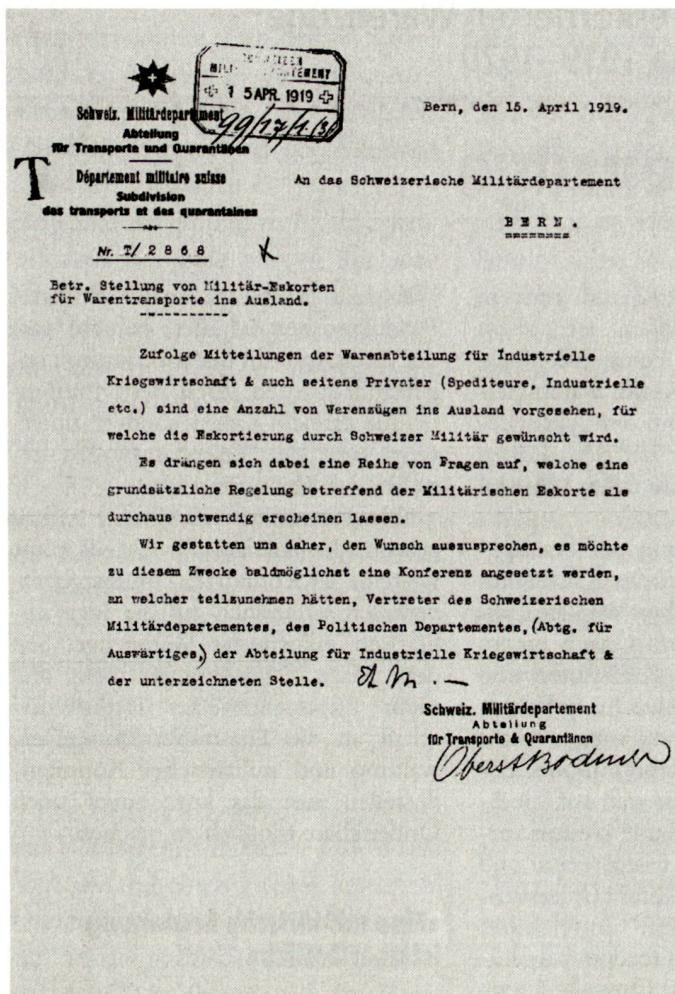 SCHWEIZER
MILITÄRDEPARTEMENT
1 5 APR. 1919
99/17/1.(3)
Schweiz. Militärdepartement
Abteilung
für Transporte und Quarantänen
T
Département militaire suisse
Subdivision
des transports et des quarantaines
Nr. T/ 2868
Bern, den 15. April 1919.
An das Schweizerische Militärdepartement
BERN.
Betr. Stellung von Militär-Eskorten
für Warentransporte ins Ausland.
Zufolge Mitteilungen der Warenabteilung für Industrielle
Kriegswirtschaft & auch seitens Privater (Spediteure, Industrielle
etc.) sind eine Anzahl von Warenzügen ins Ausland vorgesehen, für
welche die Eskortierung durch Schweizer Militär gewünscht wird.
Es drängen sich dabei eine Reihe von Fragen auf, welche eine
grundsätzliche Regelung betreffend der Militärischen Eskorte als
durchaus notwendig erscheinen lassen.
Wir gestatten uns daher, den Wunsch auszusprechen, es möchte
zu diesem Zwecke baldmöglichst eine Konferenz angesetzt werden,
an welcher teilzunehmen hätten, Vertreter des Schweizerischen
Militärdepartementes, des Politischen Departementes, (Abtg. für
Auswärtiges,) der Abteilung für Industrielle Kriegswirtschaft &
der unterzeichneten Stelle.
Schweiz. Militärdepartement
Abteilung
für Transporte & Quarantänen
Oberst Bodmer